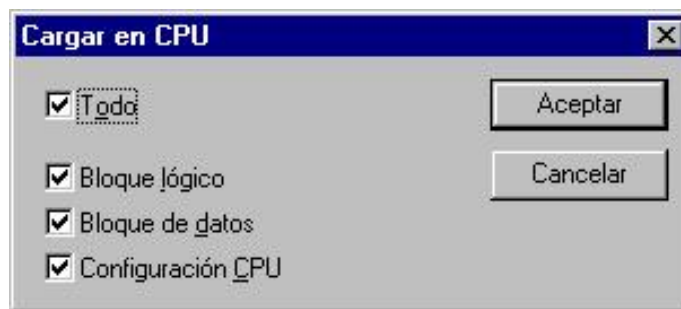 Cargar en CPU
Todo
Aceptar
Bloque lógico
Cancelar
Bloque de datos
Configuración CPU